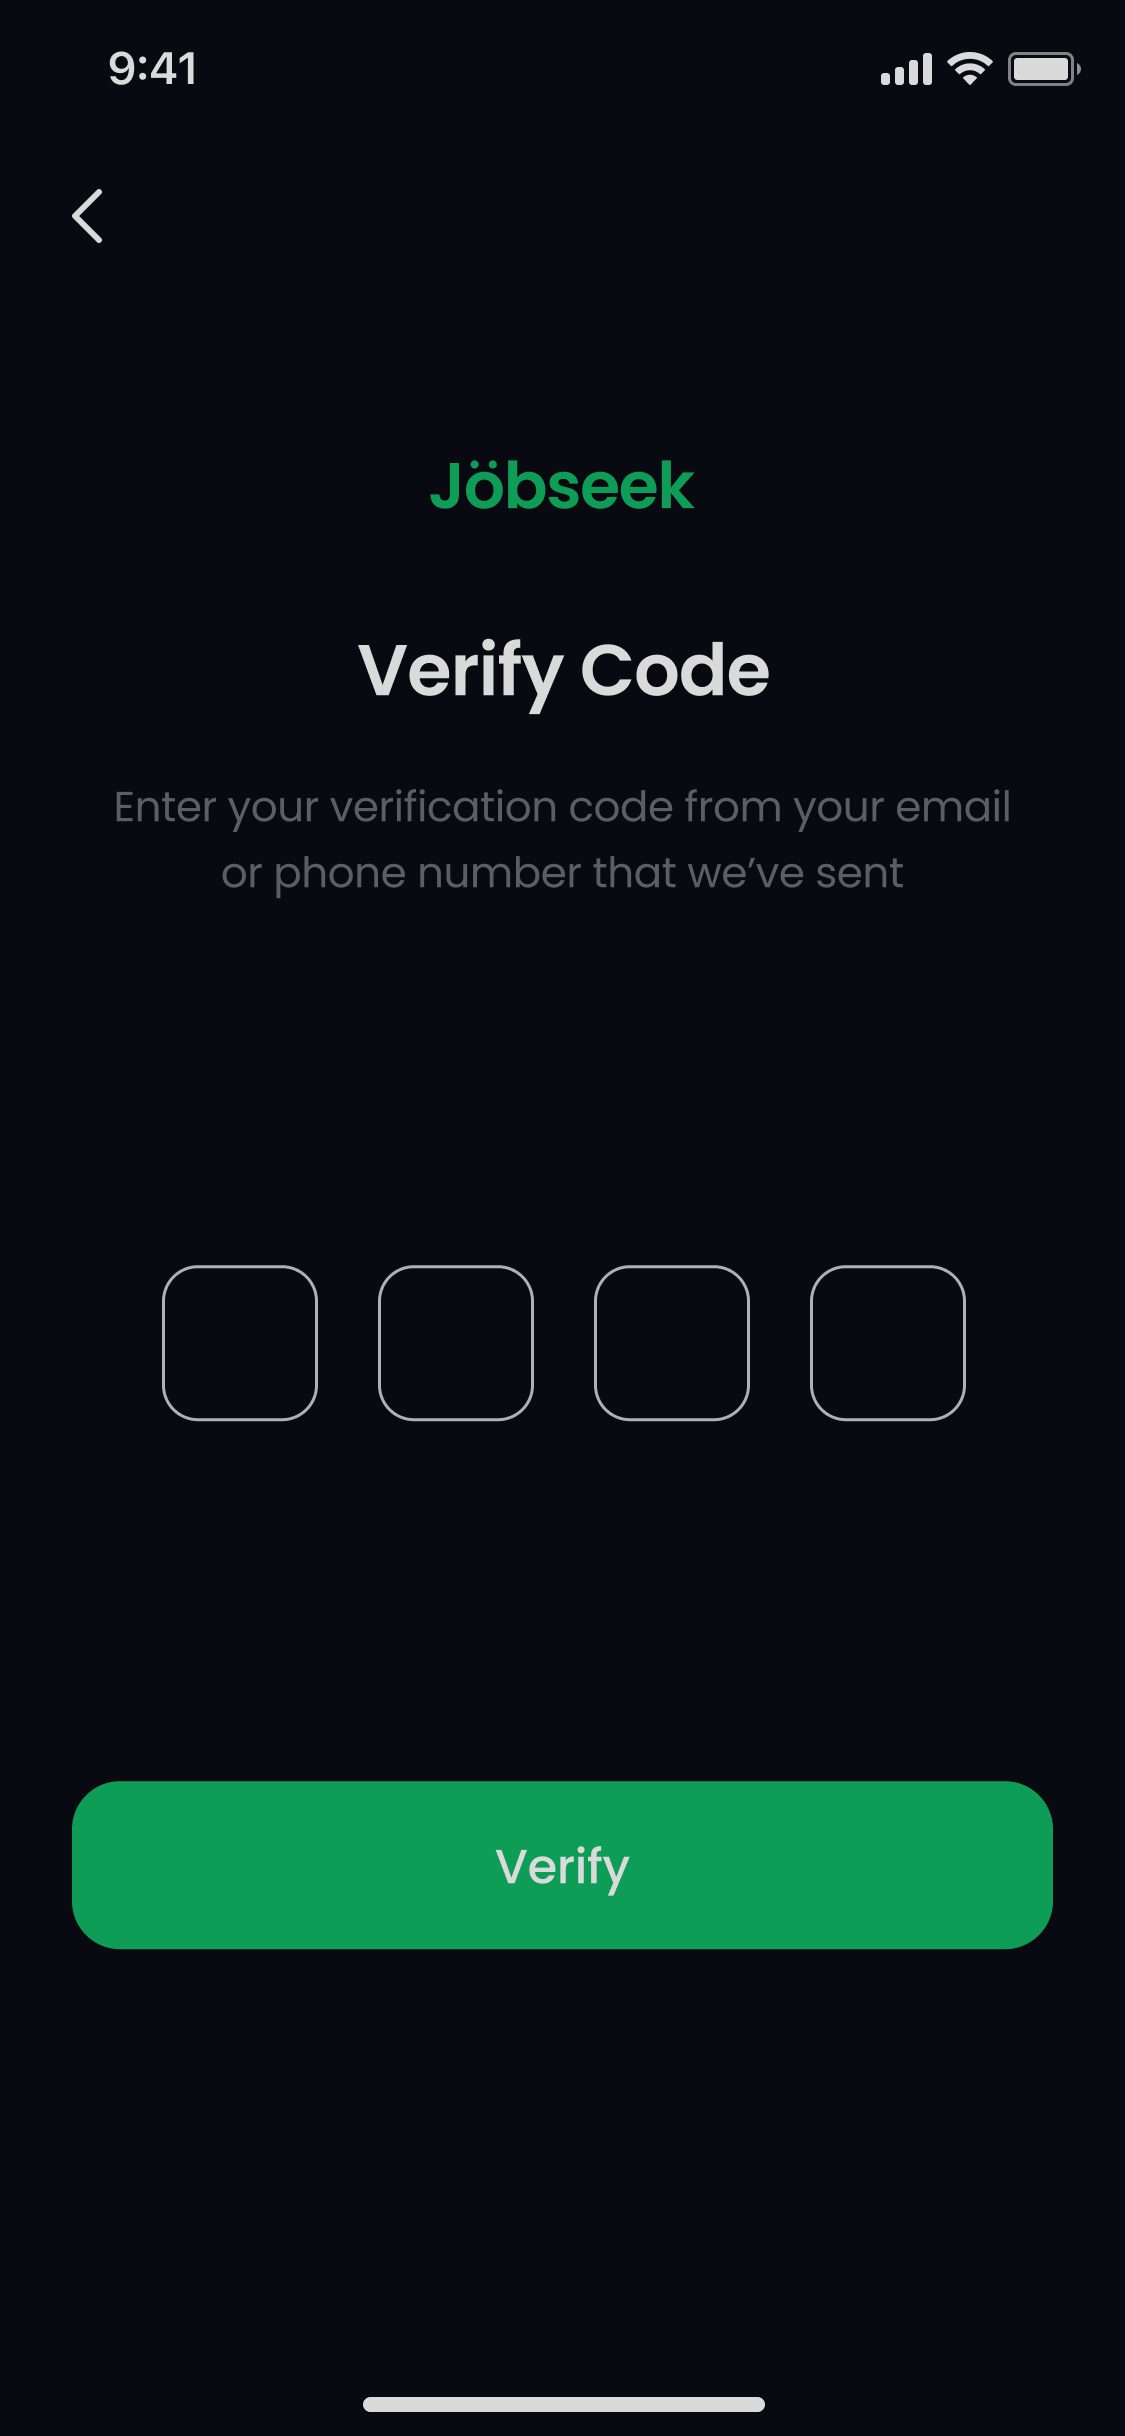 9:41
Jöbseek
Verify Code
Enter your verification code from your email
or phone number that we’ve sent
Verify